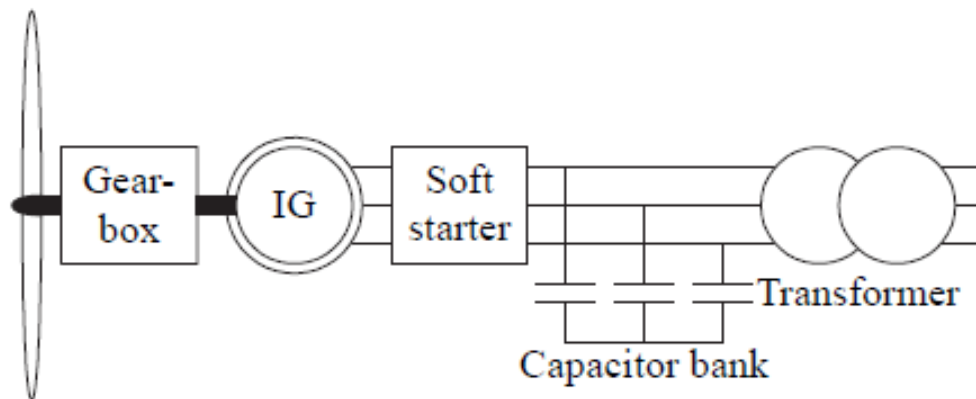 Gear-
box
IG
Soft
starter
Transformer
Capacitor bank